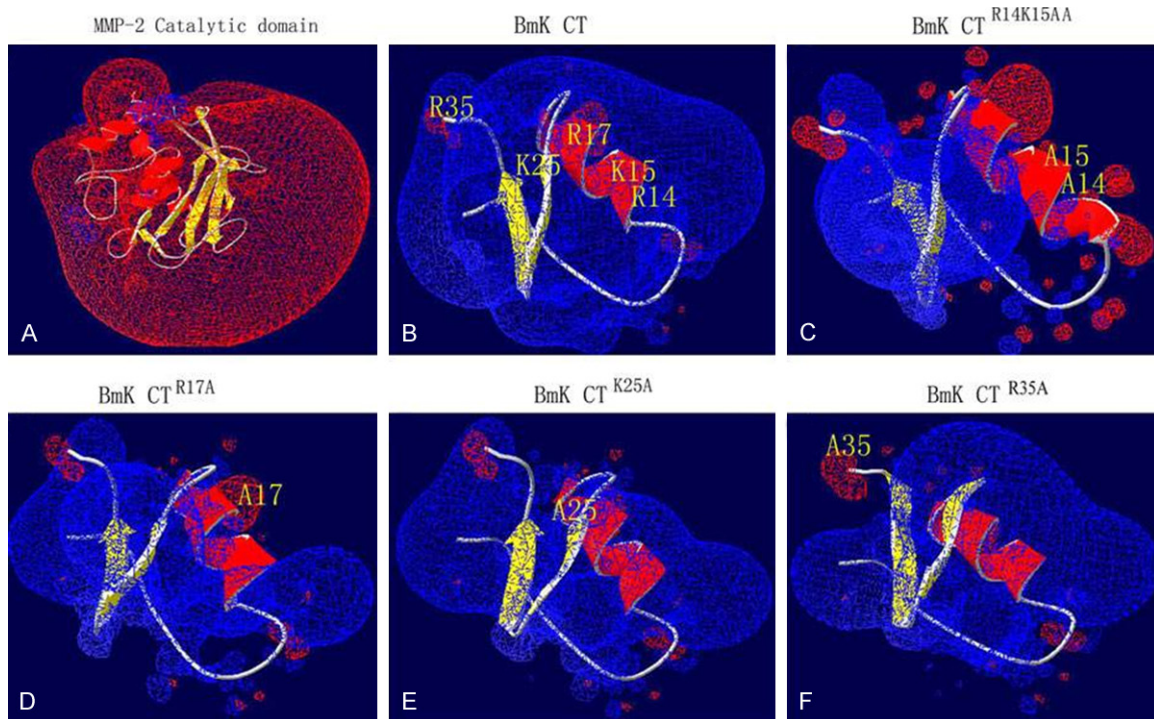 MMP-2 Catalytic domain
BmK CT
BmK CT R14K15AA
R35
R17
K25
K15
R14
A15
A14
A
B
C
BmK CT R17A
BmK CT K25A
BmK CT R35A
A17
A25
A35
D
E
F